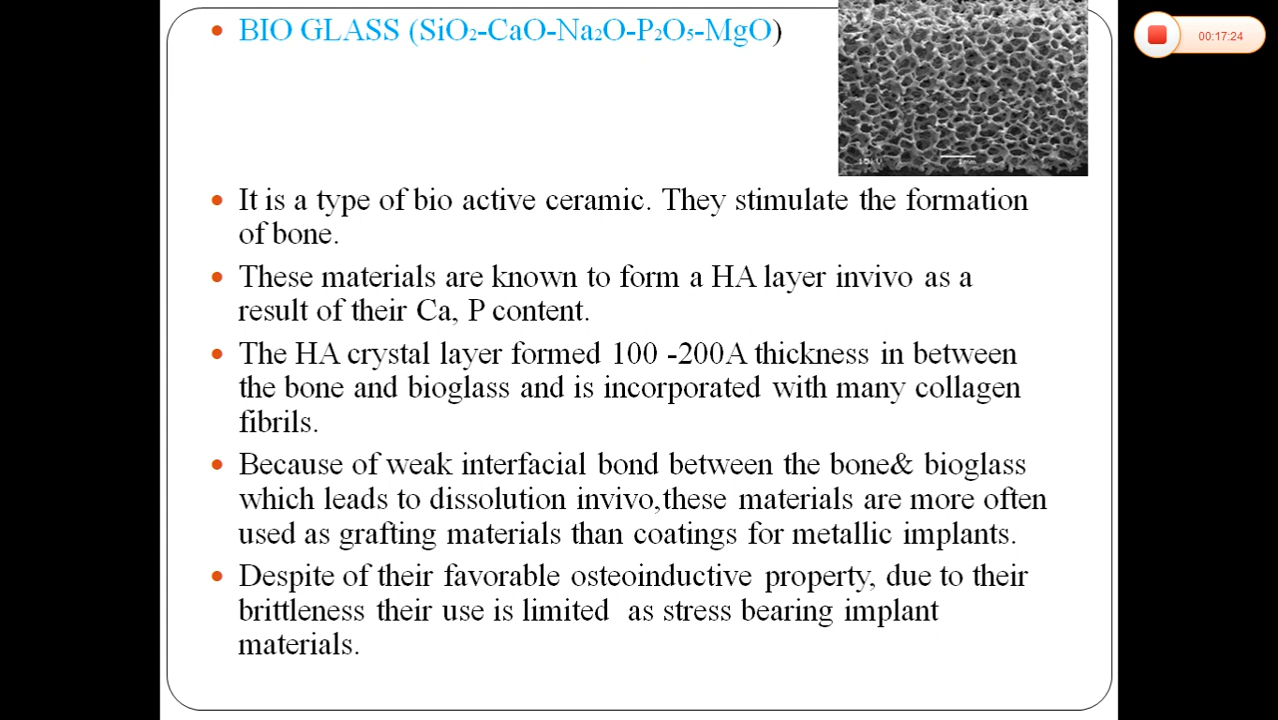 BIO GLASS (SiO₂-CaO-Na₂O-P₂O₅-MgO)
00:17:24
It is a type of bio active ceramic. They stimulate the formation
of bone.
These materials are known to form a HA layer invivo as a
result of their Ca, P content.
The HA crystal layer formed 100 -200A thickness in between
the bone and bioglass and is incorporated with many collagen
fibrils.
Because of weak interfacial bond between the bone& bioglass
which leads to dissolution invivo,these materials are more often
used as grafting materials than coatings for metallic implants.
Despite of their favorable osteoinductive property, due to their
brittleness their use is limited as stress bearing implant
materials.